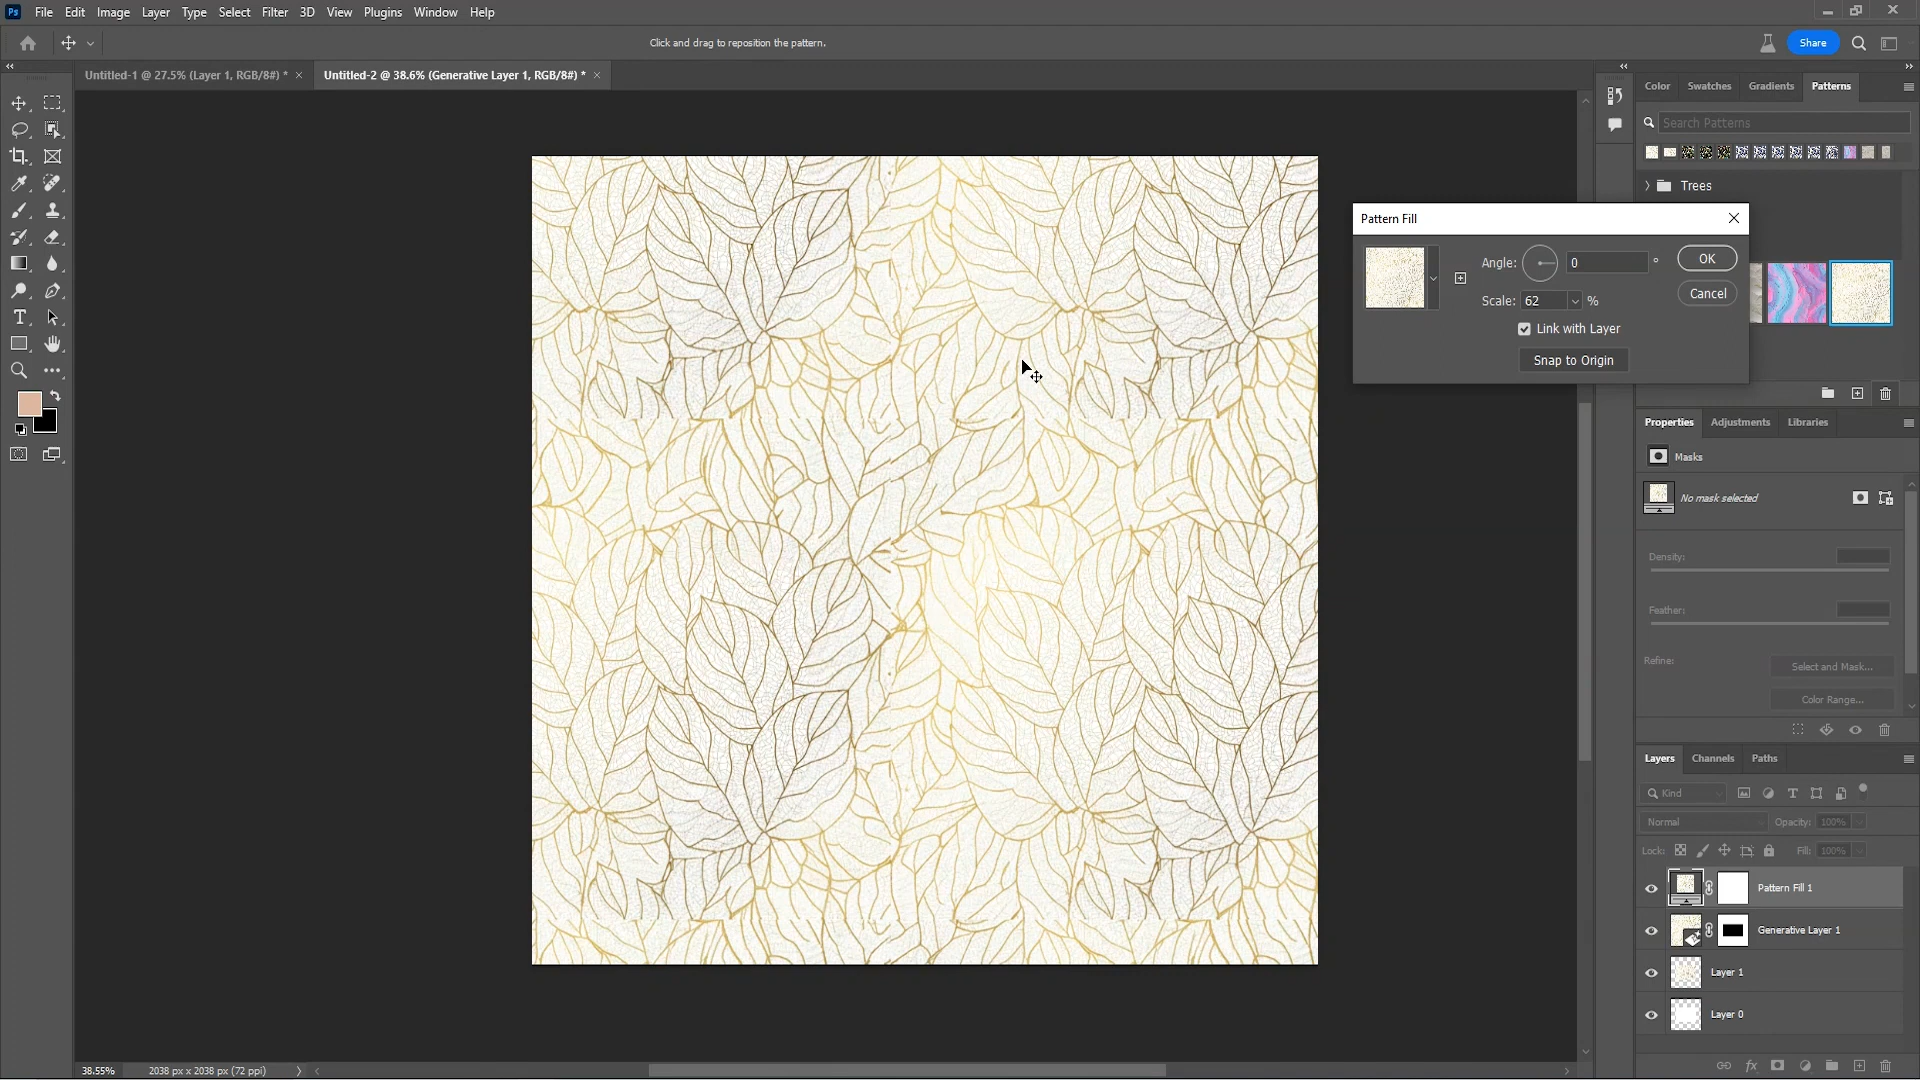 Ps File Edit Image Layer Type Select Filter 3D View Plugins Window Help
Click and drag to reposition the pattern.
Share
Untitled-1 @ 27.5% (Layer 1, RGB/8#) *
Untitled-2 @ 38.6% (Generative Layer 1, RGB/8#) *
Color Swatches Gradients Patterns
Search Patterns
Trees
Pattern Fill
Angle: 0 °
OK
Scale: 62 %
Cancel
Link with Layer
Snap to Origin
Properties Adjustments Libraries
Masks
No mask selected
Density:
Feather:
Refine:
Select and Mask...
Color Range...
Layers Channels Paths
Kind
Normal Opacity: 100%
Lock: Fill: 100%
Pattern Fill 1
Generative Layer 1
Layer 1
Layer 0
38.55% 2038 px x 2038 px (72 ppi)